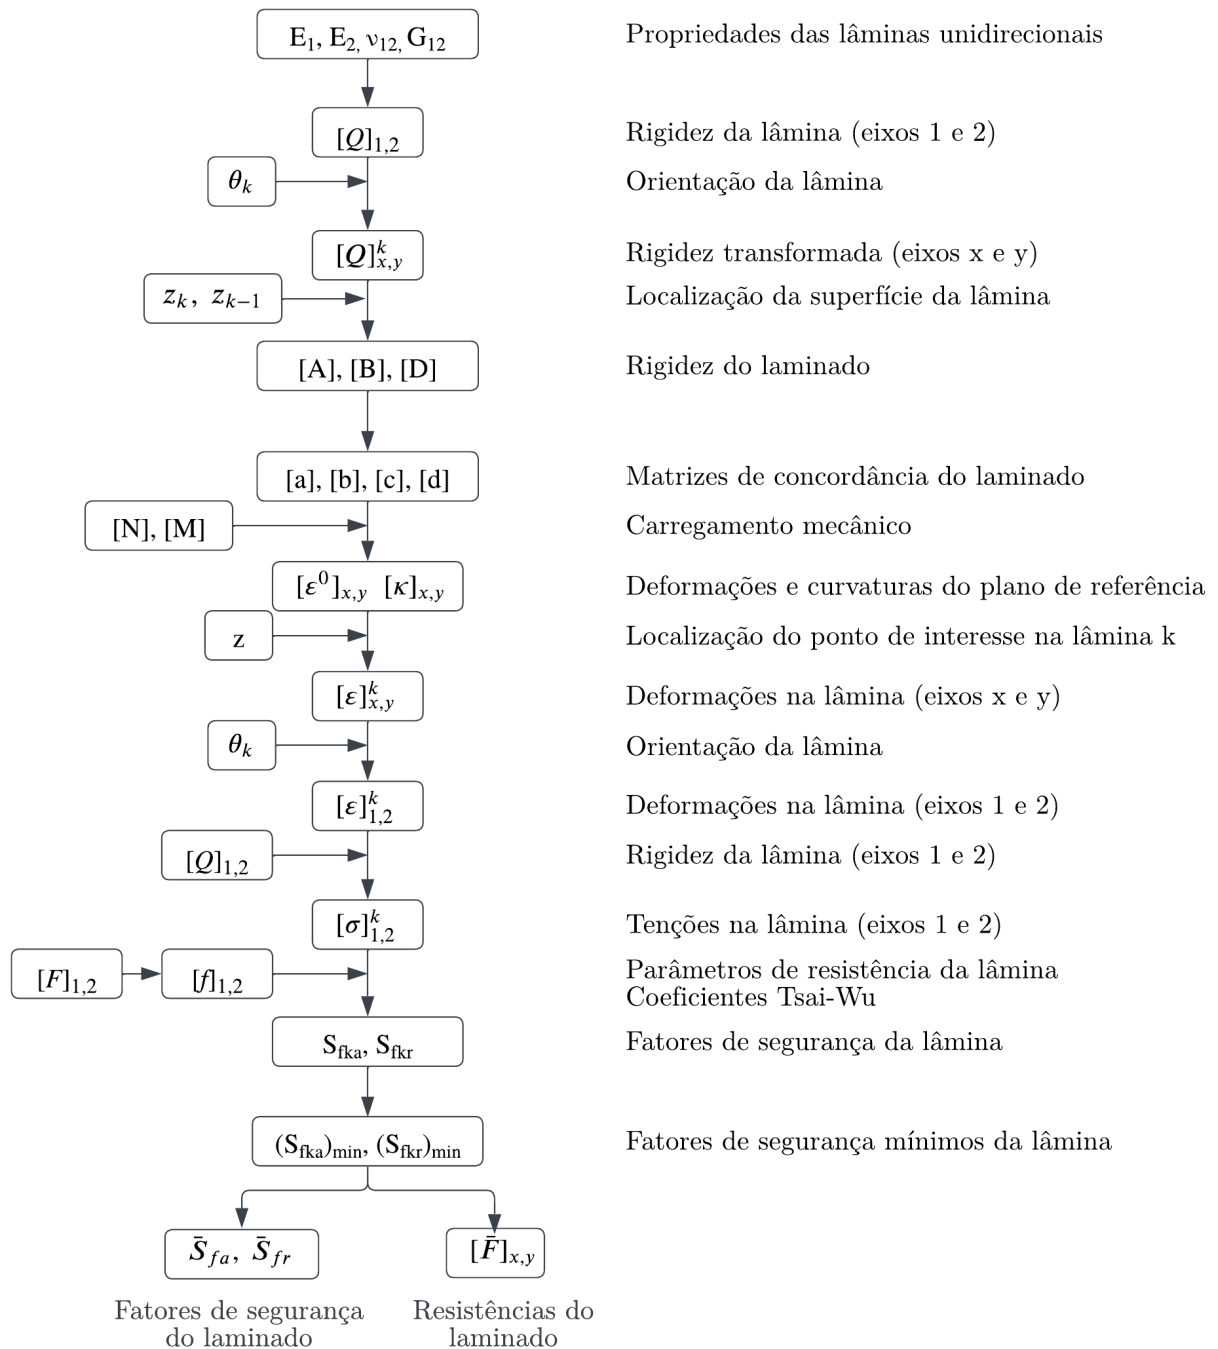 E₁, E₂, ν₁₂, G₁₂ Propriedades das lâminas unidirecionais
[Q]₁,₂ Rigidez da lâmina (eixos 1 e 2)
θₖ Orientação da lâmina
[Q]ᵏx,y Rigidez transformada (eixos x e y)
zₖ, zₖ₋₁ Localização da superfície da lâmina
[A], [B], [D] Rigidez do laminado
[a], [b], [c], [d] Matrizes de concordância do laminado
[N], [M] Carregamento mecânico
[ε⁰]x,y [κ]x,y Deformações e curvaturas do plano de referência
z Localização do ponto de interesse na lâmina k
[ε]ᵏx,y Deformações na lâmina (eixos x e y)
θₖ Orientação da lâmina
[ε]ᵏ1,2 Deformações na lâmina (eixos 1 e 2)
[Q]₁,₂ Rigidez da lâmina (eixos 1 e 2)
[σ]ᵏ1,2 Tenções na lâmina (eixos 1 e 2)
[F]₁,₂ [f]₁,₂ Parâmetros de resistência da lâmina
Coeficientes Tsai-Wu
Sfka, Sfkr Fatores de segurança da lâmina
(Sfka)min, (Sfkr)min Fatores de segurança mínimos da lâmina
S̄fa, S̄fr [F̄]x,y
Fatores de segurança
do laminado
Resistências do
laminado